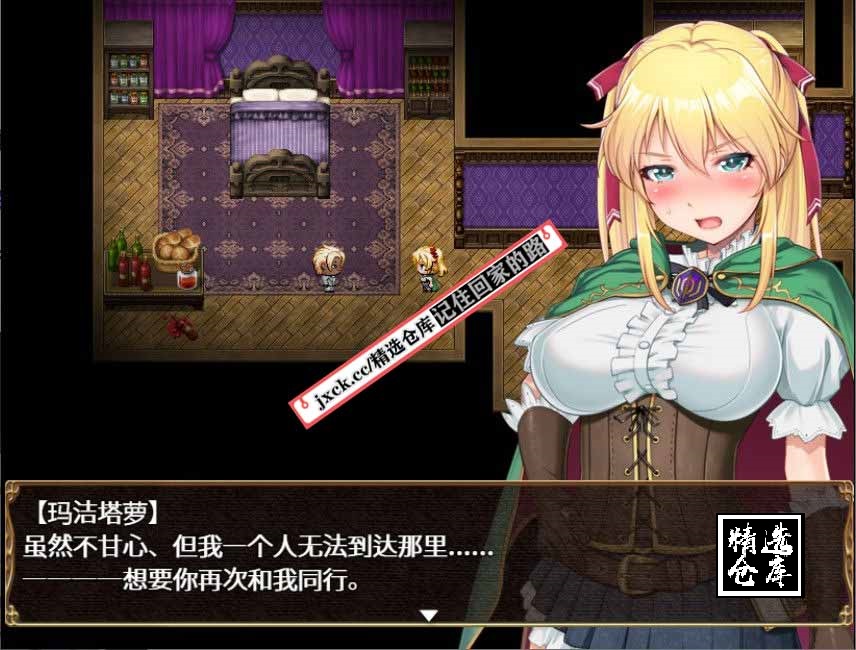 jxck.cc/精选仓库记住回家的路
【玛洁塔萝】
虽然不甘心、但我一个人无法到达那里……
————想要你再次和我同行。
精选
仓库